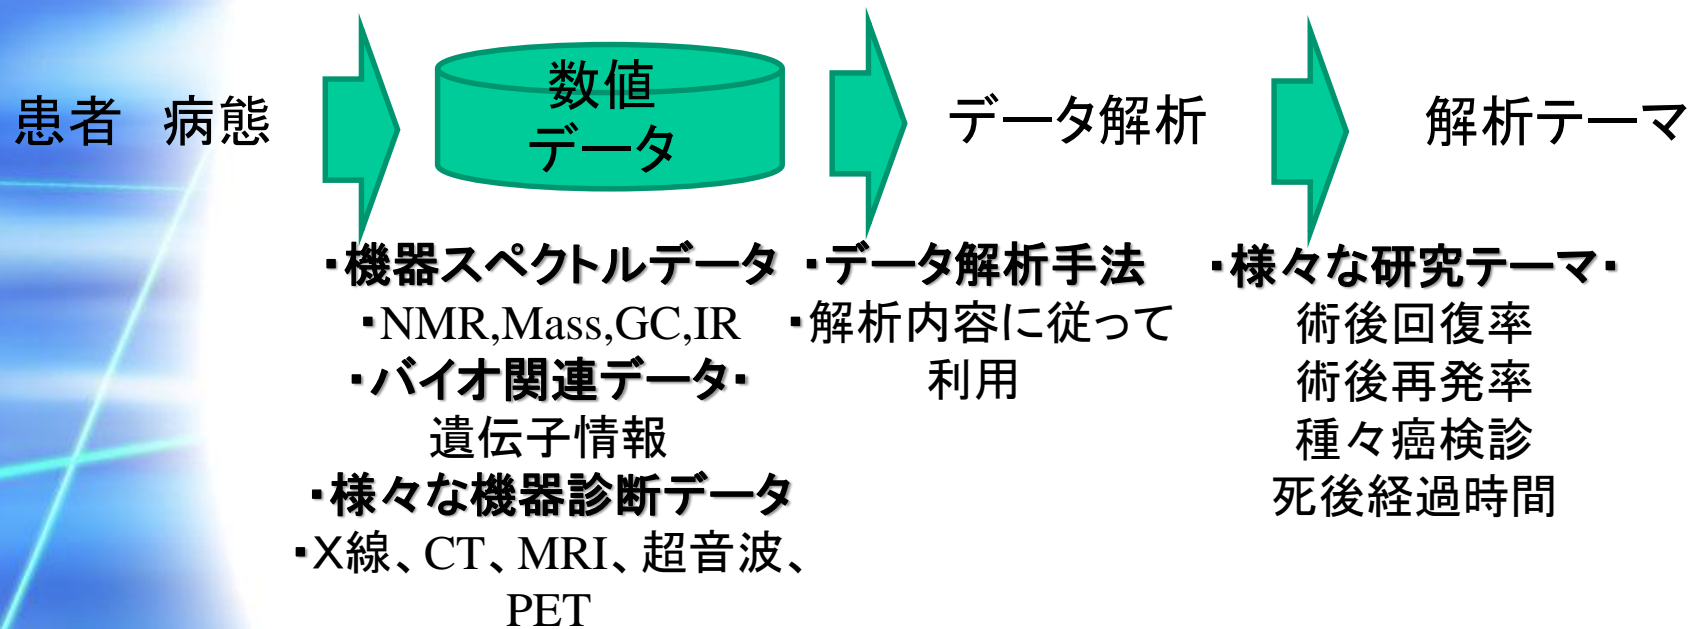 患者　病態
数値
データ
データ解析
解析テーマ
・機器スペクトルデータ
・NMR,Mass,GC,IR
・バイオ関連データ・
遺伝子情報
・様々な機器診断データ
・X線、CT、MRI、超音波、
PET
・データ解析手法
・解析内容に従って
利用
・様々な研究テーマ・
術後回復率
術後再発率
種々癌検診
死後経過時間